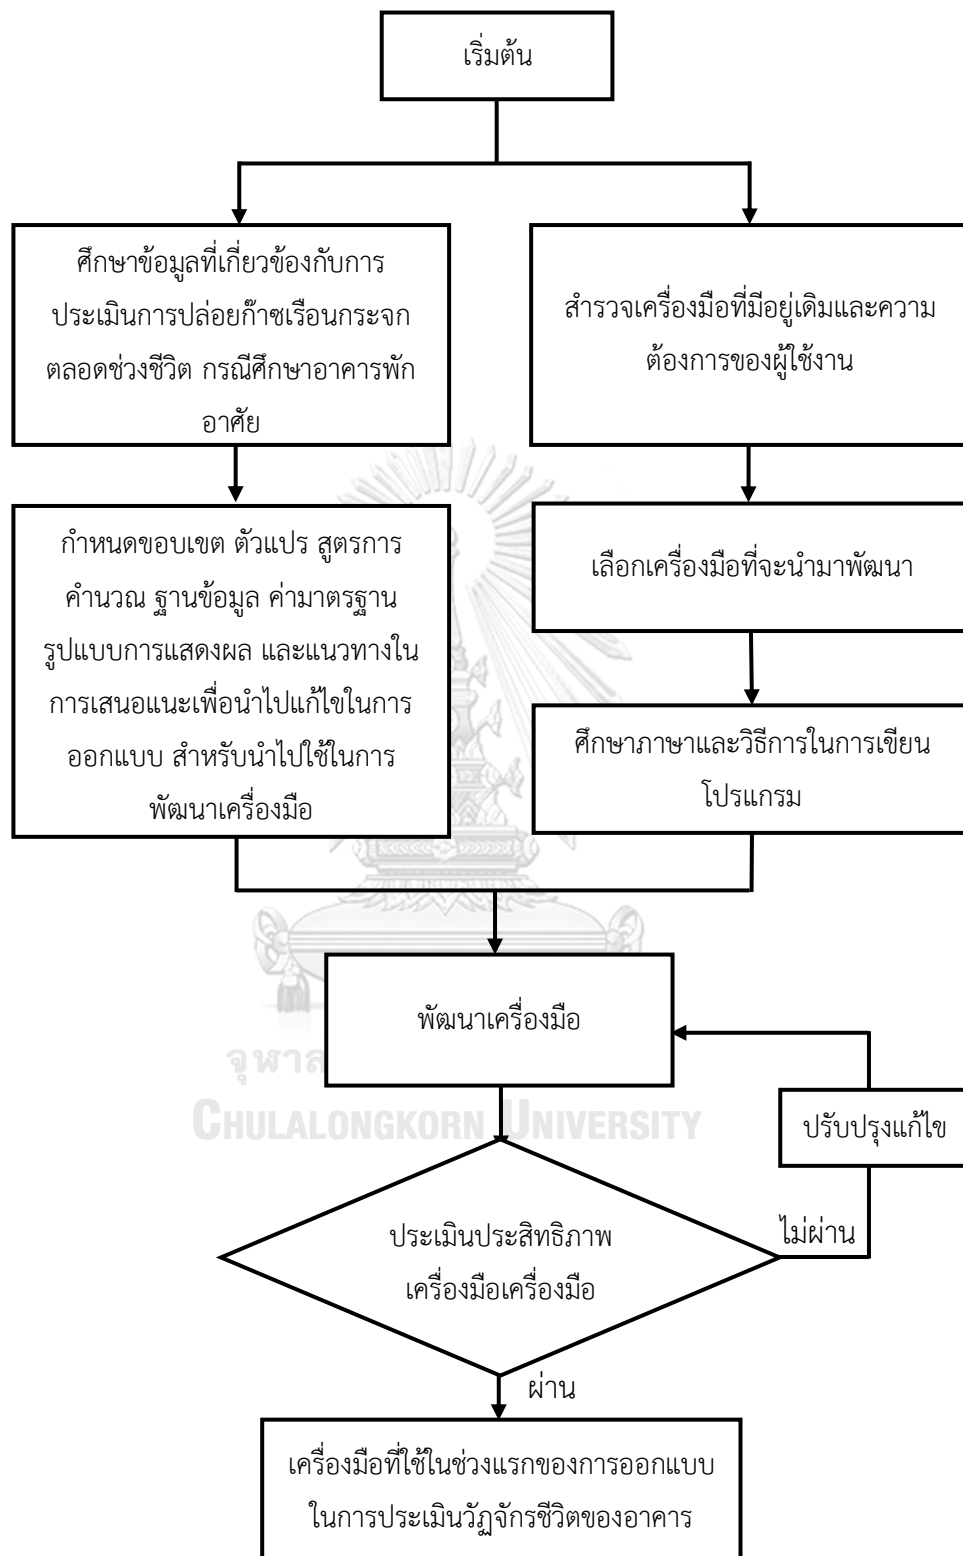 เริ่มต้น
ศึกษาข้อมูลที่เกี่ยวข้องกับการ
ประเมินการปล่อยก๊าซเรือนกระจก
ตลอดช่วงชีวิต กรณีศึกษาอาคารพัก
อาศัย
สำรวจเครื่องมือที่มีอยู่เดิมและความ
ต้องการของผู้ใช้งาน
กำหนดขอบเขต ตัวแปร สูตรการ
คำนวณ ฐานข้อมูล ค่ามาตรฐาน
รูปแบบการแสดงผล และแนวทางใน
การเสนอแนะเพื่อนำไปแก้ไขในการ
ออกแบบ สำหรับนำไปใช้ในการ
พัฒนาเครื่องมือ
เลือกเครื่องมือที่จะนำมาพัฒนา
ศึกษาภาษาและวิธีการในการเขียน
โปรแกรม
พัฒนาเครื่องมือ
CHULALONGKORN UNIVERSITY
ปรับปรุงแก้ไข
ไม่ผ่าน
ประเมินประสิทธิภาพ
เครื่องมือเครื่องมือ
ผ่าน
เครื่องมือที่ใช้ในช่วงแรกของการออกแบบ
ในการประเมินวัฏจักรชีวิตของอาคาร